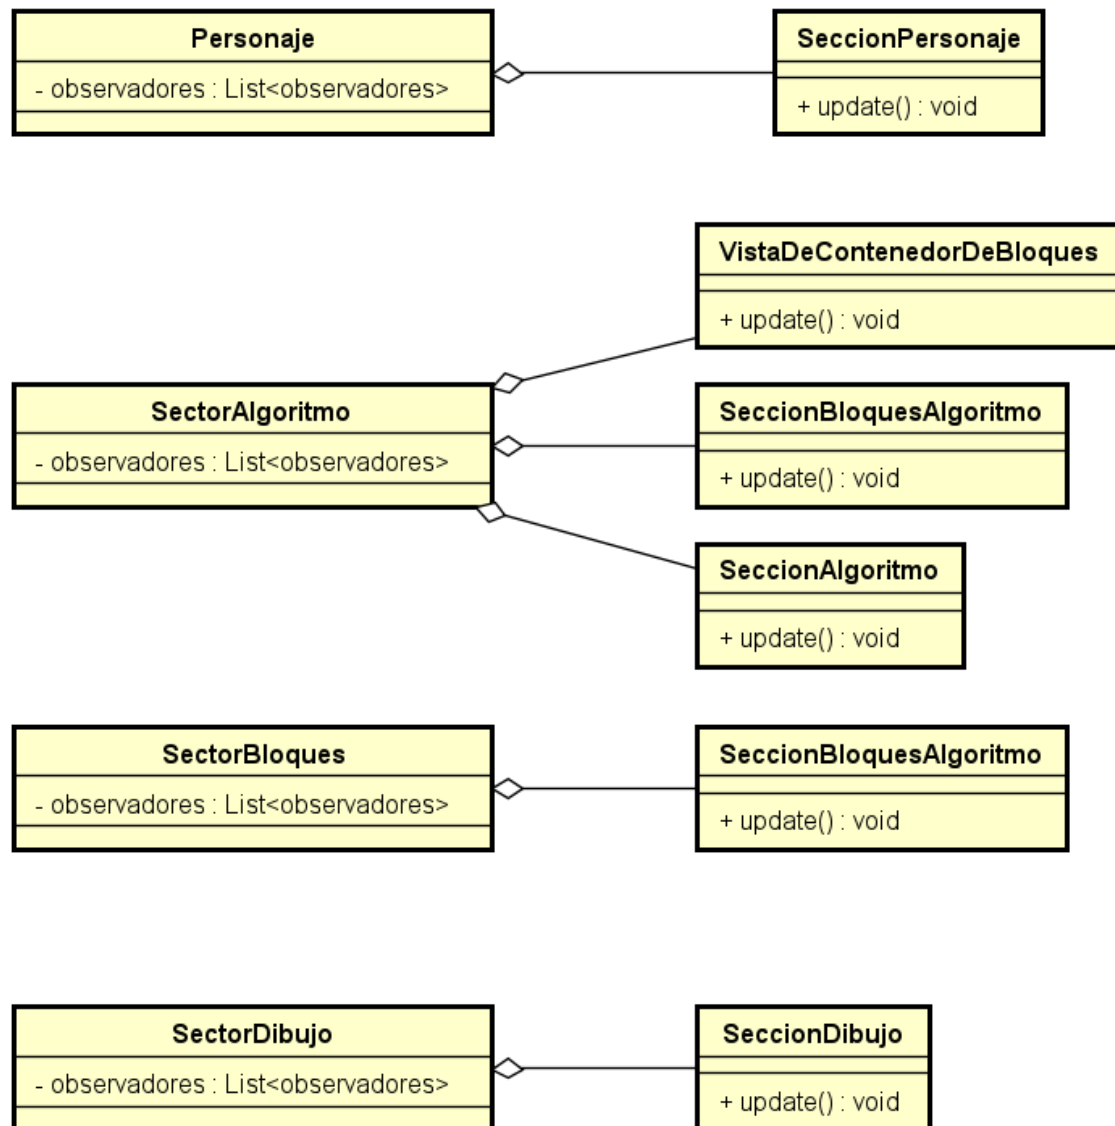 Personaje
- observadores : List<observadores>
SeccionPersonaje
+ update() : void
VistaDeContenedorDeBloques
+ update() : void
SectorAlgoritmo
- observadores : List<observadores>
SeccionBloquesAlgoritmo
+ update() : void
SeccionAlgoritmo
+ update() : void
SectorBloques
- observadores : List<observadores>
SeccionBloquesAlgoritmo
+ update() : void
SectorDibujo
- observadores : List<observadores>
SeccionDibujo
+ update() : void